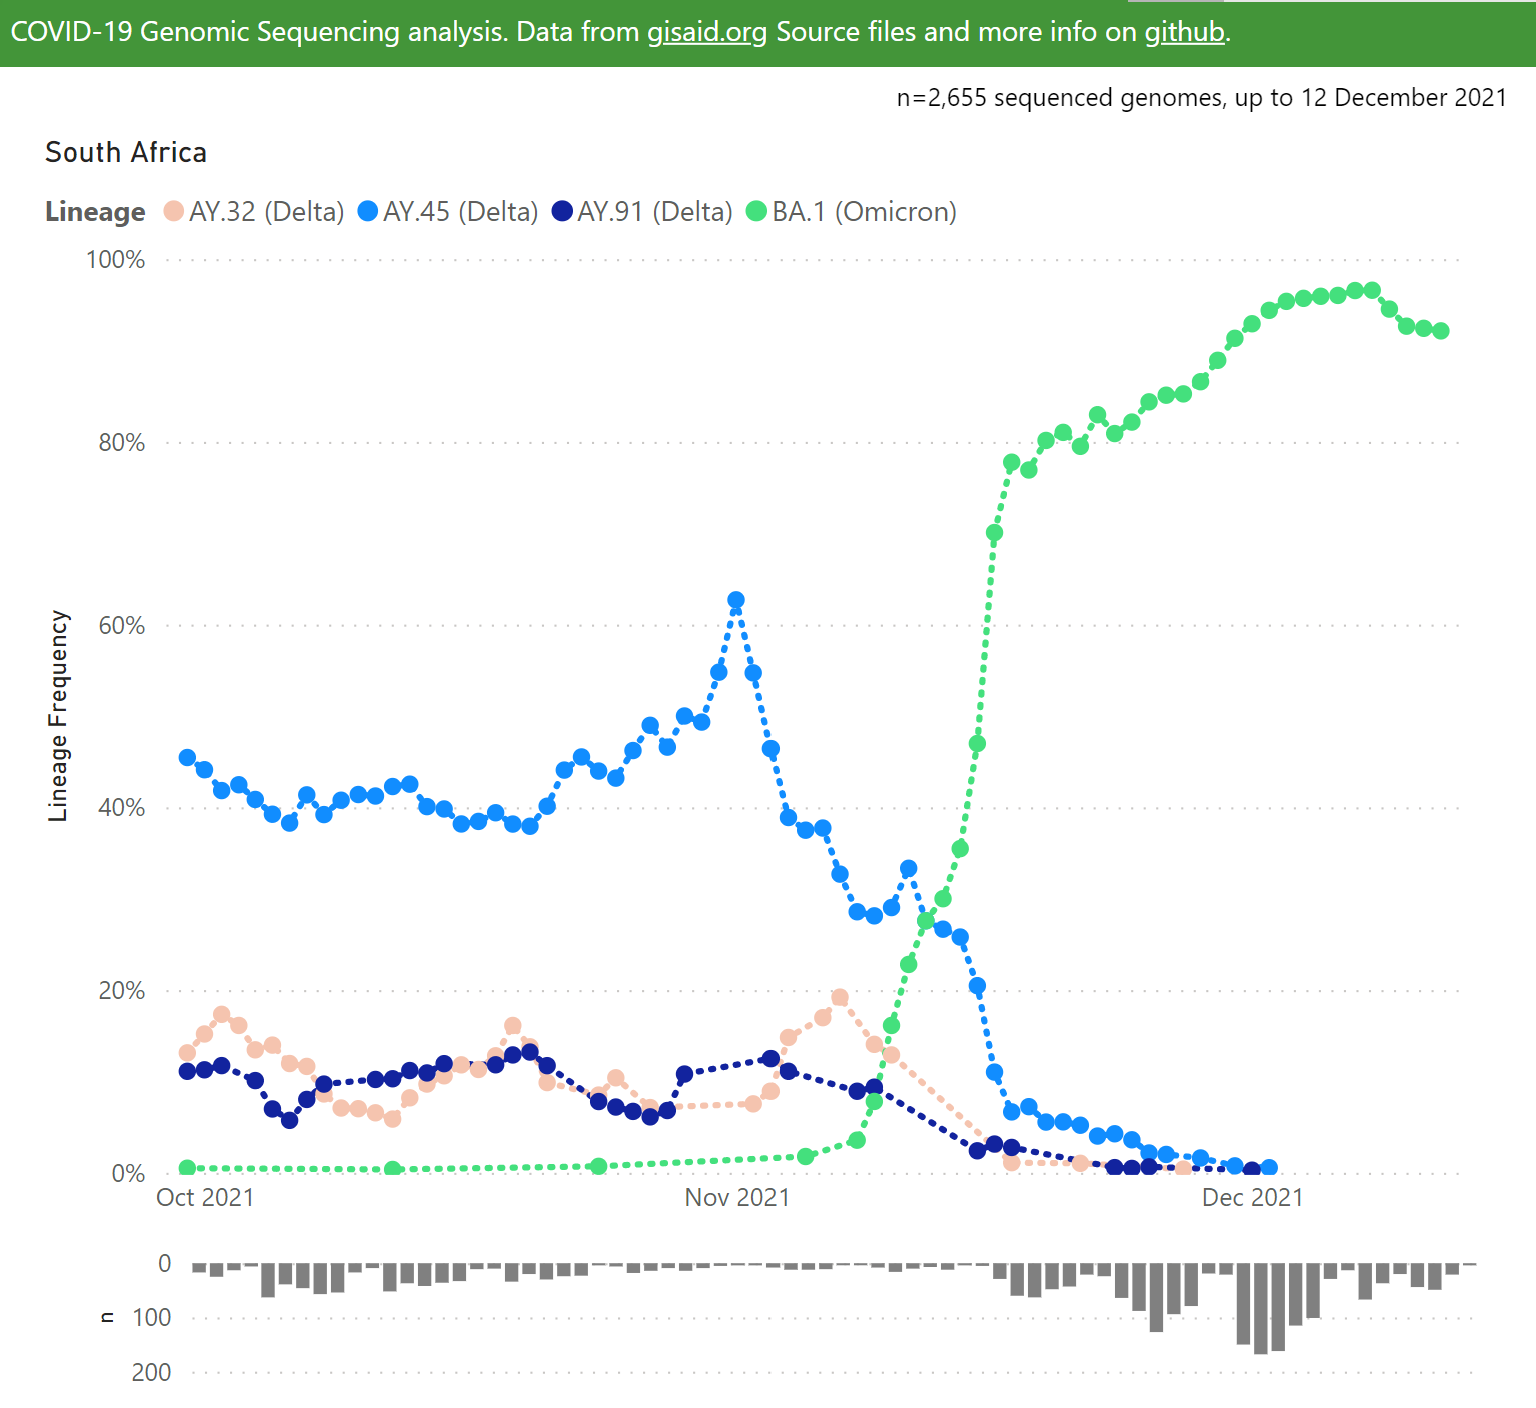 COVID-19 Genomic Sequencing analysis. Data from gisaid.org Source files and more info on github.
n=2,655 sequenced genomes, up to 12 December 2021
South Africa
Lineage AY.32 (Delta) AY.45 (Delta) AY.91 (Delta) BA.1 (Omicron)
100%
80%
60%
40%
20%
0%
Lineage Frequency
Oct 2021 Nov 2021 Dec 2021
0
100
200
n